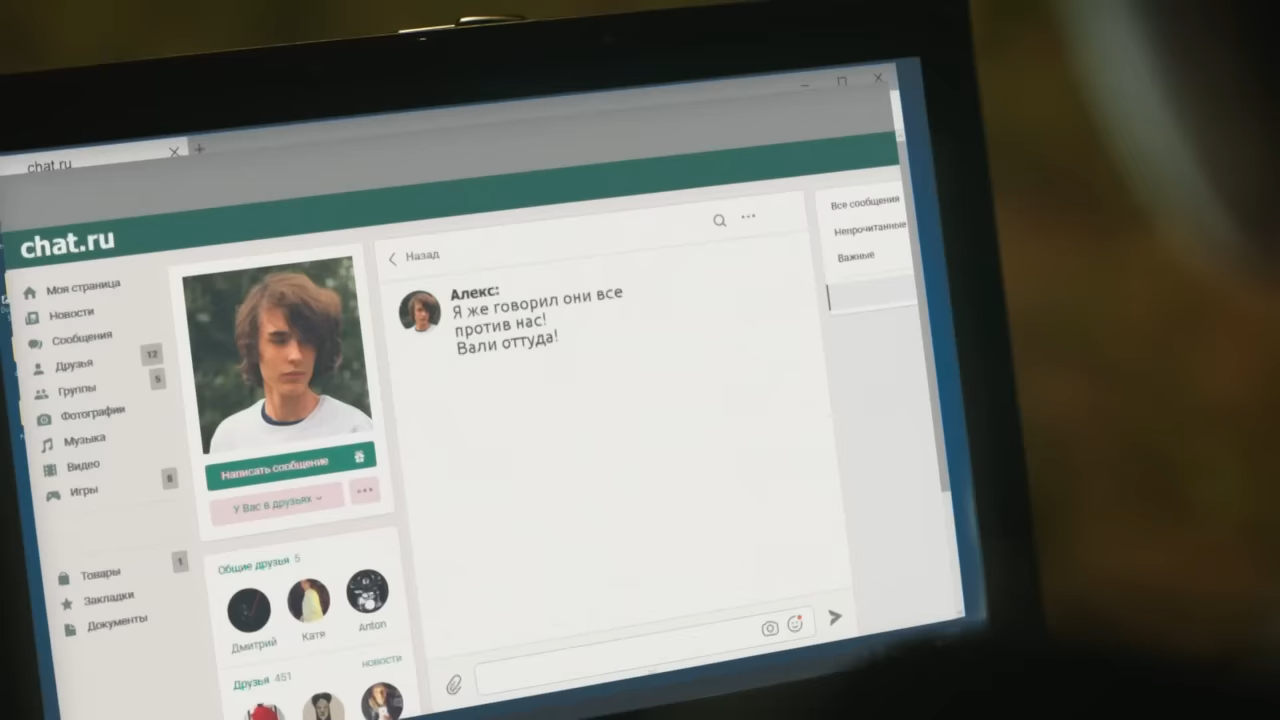 chat.ru
chat.ru
Моя страница
Новости
Сообщения
Друзья 12
Группы 5
Фотографии
Музыка
Видео
Игры 8
Товары 1
Закладки
Документы
Написать сообщение
У Вас в друзьях
Общие друзья 5
Дмитрий
Катя
Anton
Друзья 451
новости
Назад
Алекс:
Я же говорил они все
против нас!
Вали оттуда!
Все сообщения
Непрочитанные
Важные